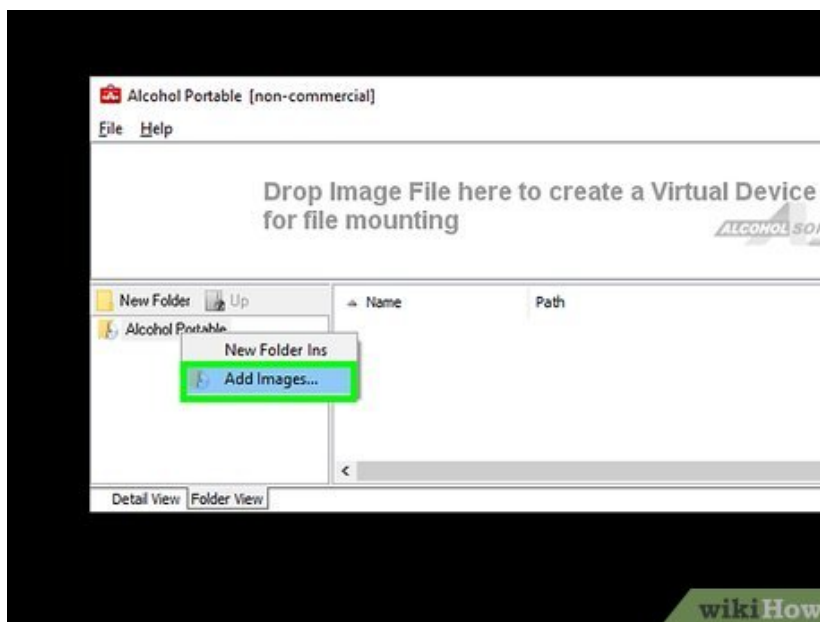 Alcohol Portable [non-commercial]
File Help
Drop Image File here to create a Virtual Device
for file mounting
ALCOHOL
New Folder Up
Name Path
Alcohol Portable
New Folder Ins
Add Images...
Detail View Folder View
wikiHow